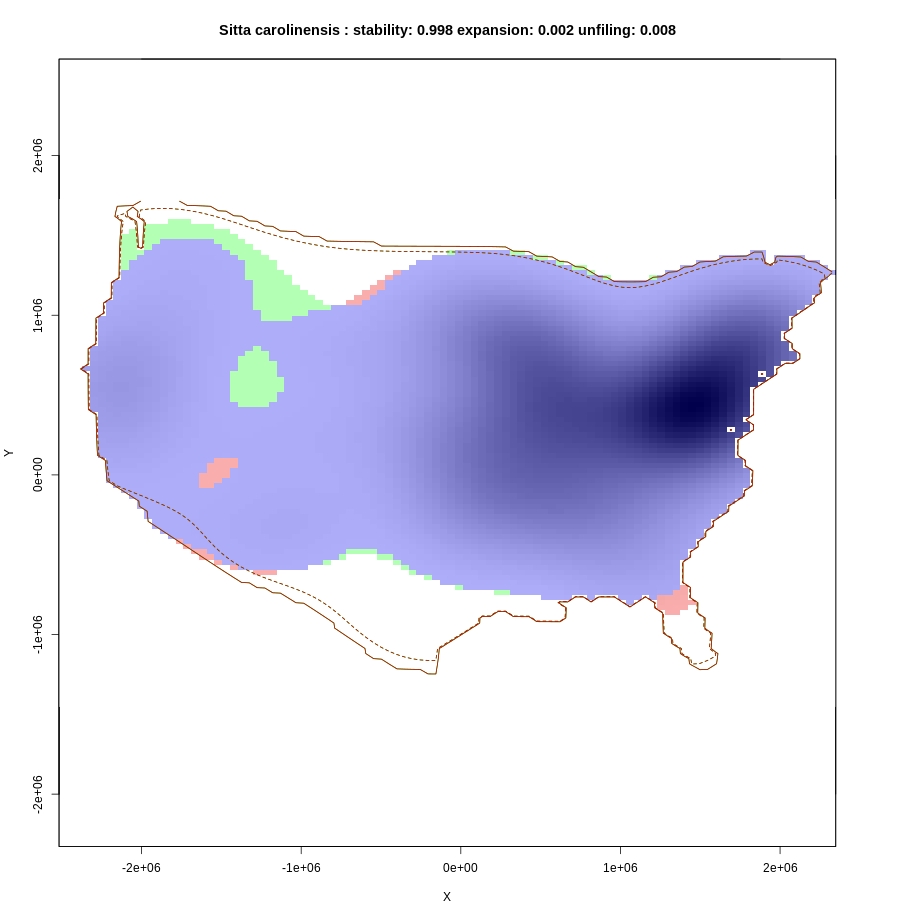 Sitta carolinensis : stability: 0.998 expansion: 0.002 unfiling: 0.008
2e+06
1e+06
0e+00
-1e+06
-2e+06
Y
-2e+06 -1e+06 0e+00 1e+06 2e+06
X